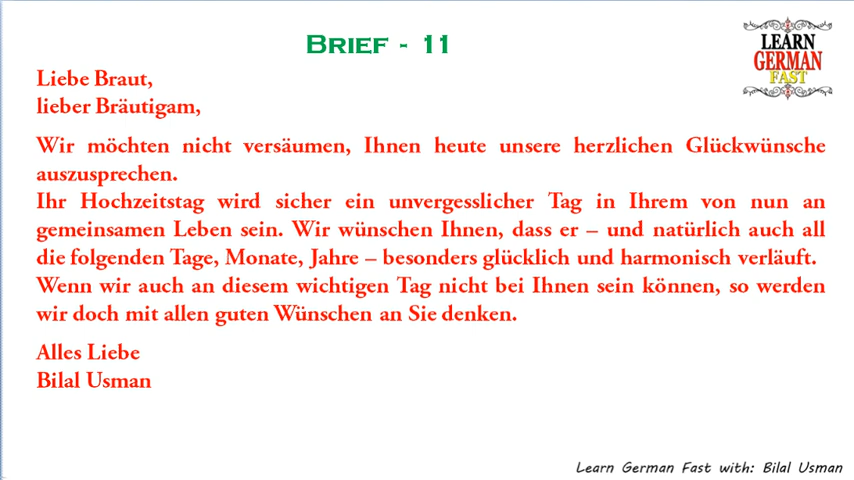 BRIEF - 11
LEARN
GERMAN
FAST
Liebe Braut,
lieber Bräutigam,
Wir möchten nicht versäumen, Ihnen heute unsere herzlichen Glückwünsche
auszusprechen.
Ihr Hochzeitstag wird sicher ein unvergesslicher Tag in Ihrem von nun an
gemeinsamen Leben sein. Wir wünschen Ihnen, dass er – und natürlich auch all
die folgenden Tage, Monate, Jahre – besonders glücklich und harmonisch verläuft.
Wenn wir auch an diesem wichtigen Tag nicht bei Ihnen sein können, so werden
wir doch mit allen guten Wünschen an Sie denken.
Alles Liebe
Bilal Usman
Learn German Fast with: Bilal Usman